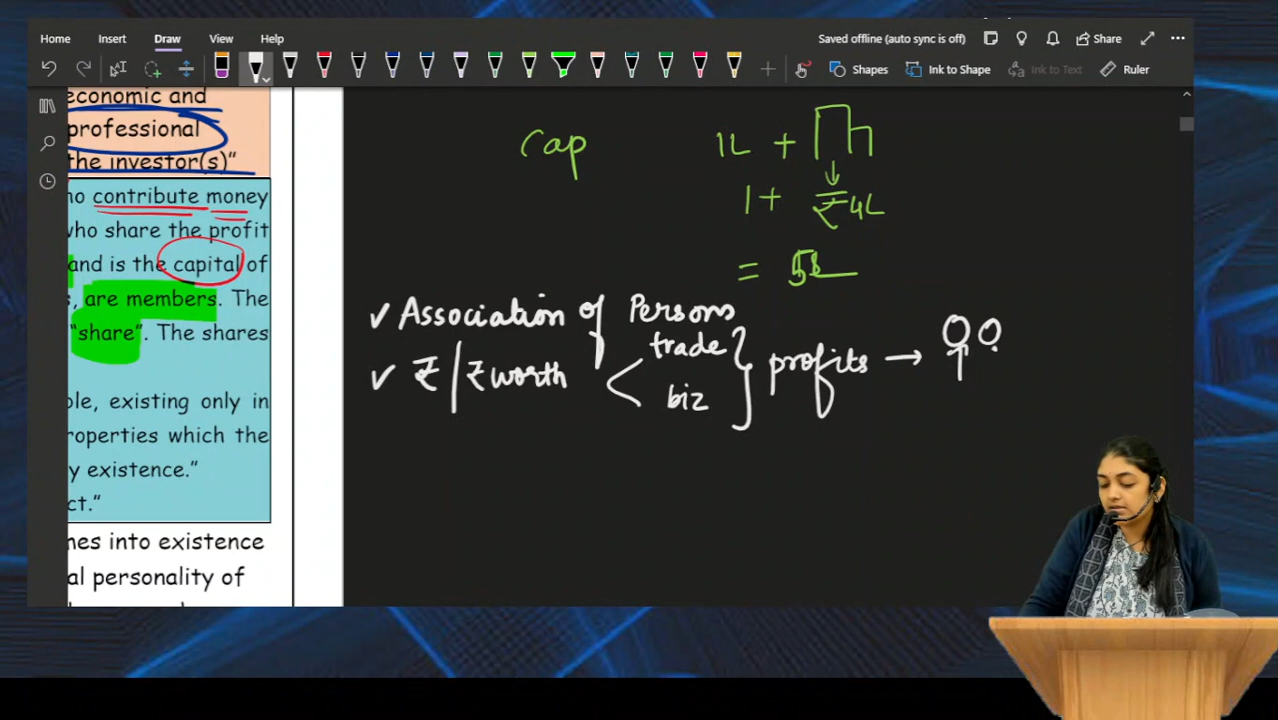 Home Insert Draw View Help Saved offline (auto sync is off) Share
Shapes Ink to Shape Ink to Text Ruler
economic and
professional
the investor(s)"
ho contribute money
who share the profit
and is the capital of
s, are members. The
"share". The shares
ble, existing only in
properties which the
y existence."
ct."
mes into existence
al personality of
Cap 1L +
1 + ₹4L
= 5L
✓ Association of Persons
✓ ₹/₹worth trade
biz
profits →